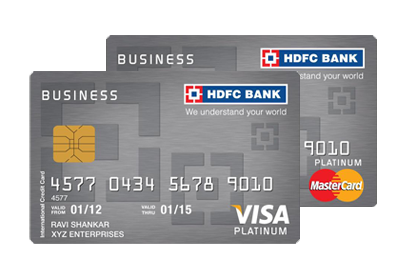 BUSINESS
HDFC BANK
understand your world
9010
PLATINUM
MasterCard
BUSINESS
HDFC BANK
We understand your world
International Credit Card
4577 0434 5678 9010
4577
VALID FROM 01/12 VALID THRU 01/15
RAVI SHANKAR
XYZ ENTERPRISES
VISA
PLATINUM